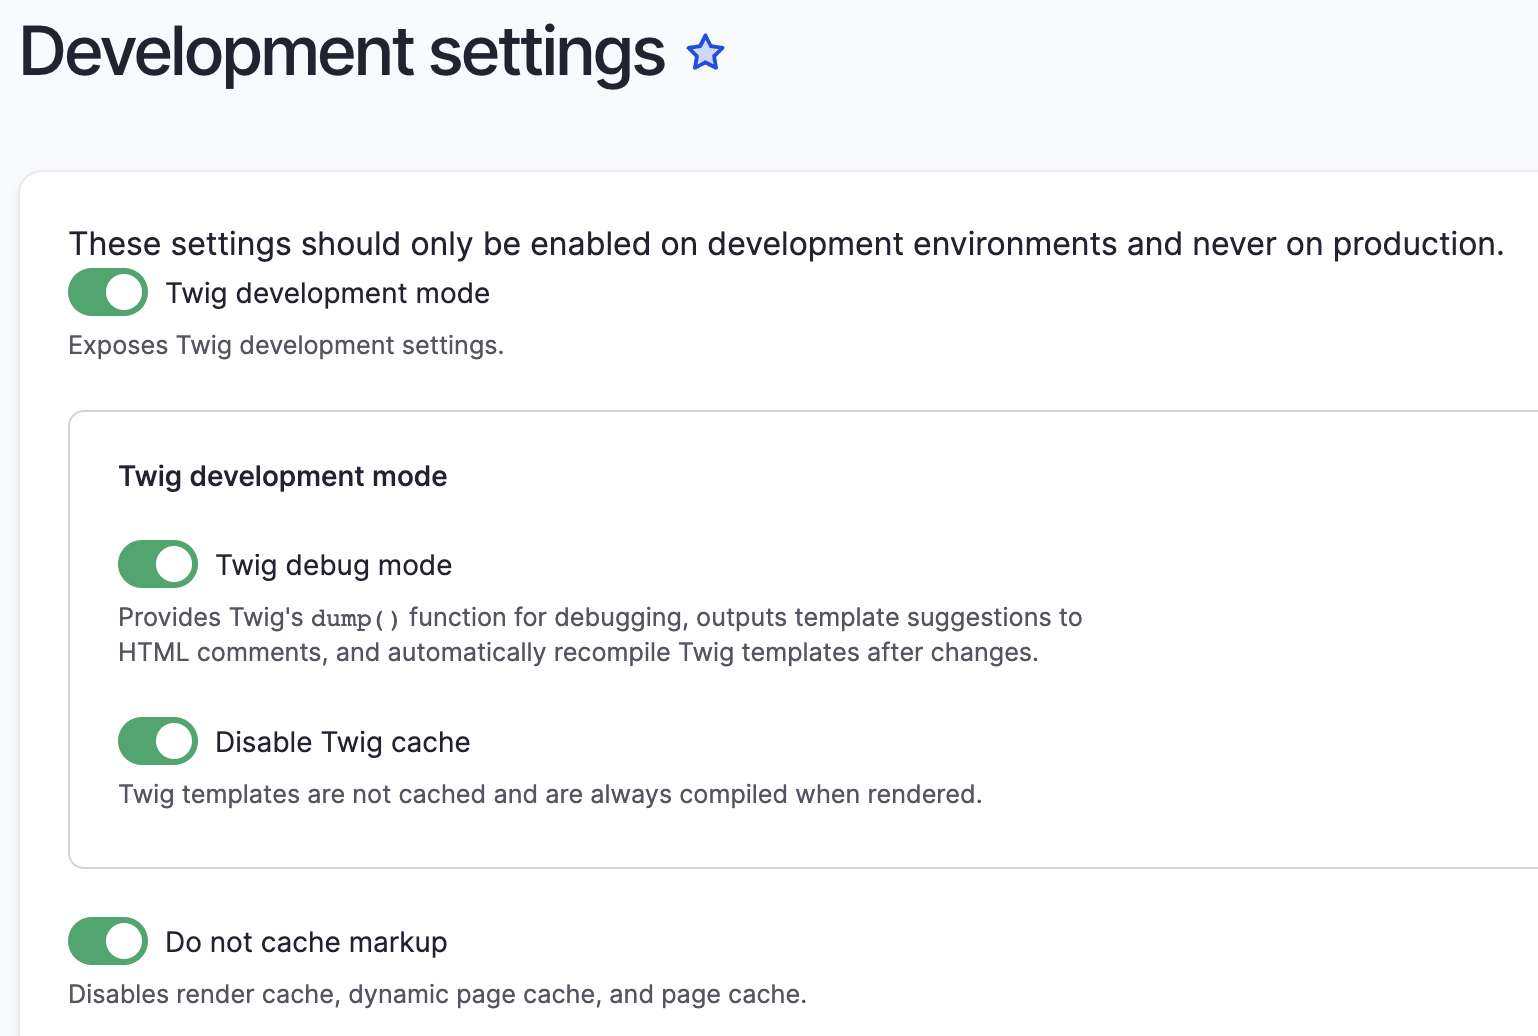 Development settings
These settings should only be enabled on development environments and never on production.
Twig development mode
Exposes Twig development settings.
Twig development mode
Twig debug mode
Provides Twig's dump() function for debugging, outputs template suggestions to
HTML comments, and automatically recompile Twig templates after changes.
Disable Twig cache
Twig templates are not cached and are always compiled when rendered.
Do not cache markup
Disables render cache, dynamic page cache, and page cache.